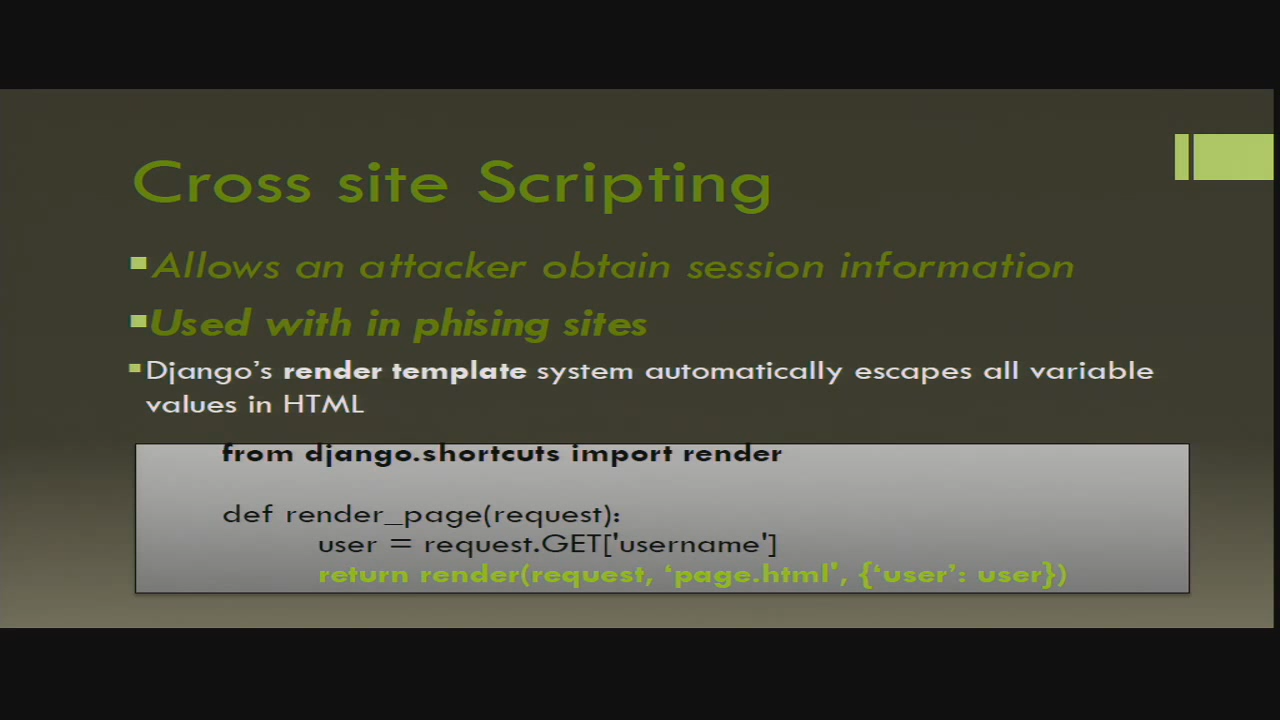 Cross site Scripting
Allows an attacker obtain session information
Used with in phising sites
Django's render template system automatically escapes all variable
values in HTML
from django.shortcuts import render
def render_page(request):
user = request.GET['username']
return render(request, ‘page.html', {‘user’: user})